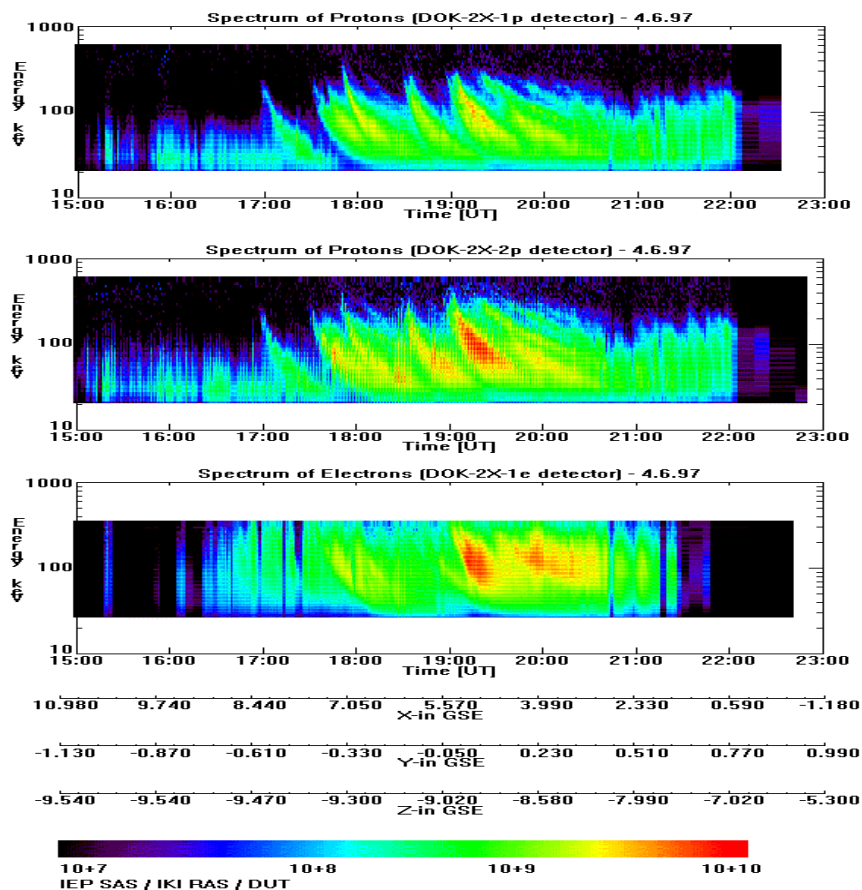 Spectrum of Protons (DOK-2X-1p detector) - 4.6.97
1000
100
10
Energy keV
15:00 16:00 17:00 18:00 19:00 20:00 21:00 22:00 23:00
Time [UT]
Spectrum of Protons (DOK-2X-2p detector) - 4.6.97
1000
100
10
Energy keV
15:00 16:00 17:00 18:00 19:00 20:00 21:00 22:00 23:00
Time [UT]
Spectrum of Electrons (DOK-2X-1e detector) - 4.6.97
1000
100
10
Energy keV
15:00 16:00 17:00 18:00 19:00 20:00 21:00 22:00 23:00
Time [UT]
10.980 9.740 8.440 7.050 5.570 3.990 2.330 0.590 -1.180
X-in GSE
-1.130 -0.870 -0.610 -0.330 -0.050 0.230 0.510 0.770 0.990
Y-in GSE
-9.540 -9.540 -9.470 -9.300 -9.020 -8.580 -7.990 -7.020 -5.300
Z-in GSE
10+7 10+8 10+9 10+10
IEP SAS / IKI RAS / DUT